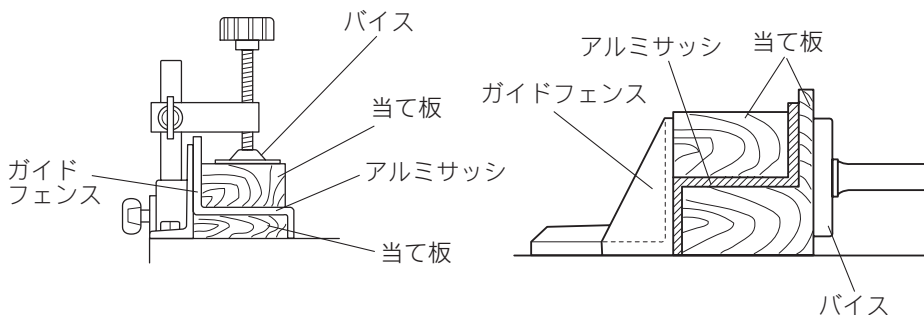 バイス
当て板
アルミサッシ
ガイド
フェンス
当て板
アルミサッシ
当て板
ガイドフェンス
バイス